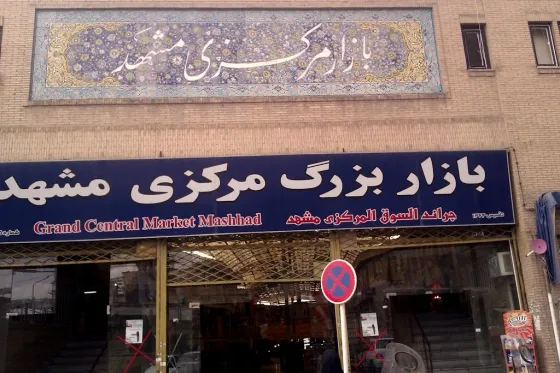 بازار مرکزی مشهد
بازار بزرگ مرکزی مشهد
جراند السوق المركزي مشهد
Grand Central Market Mashhad